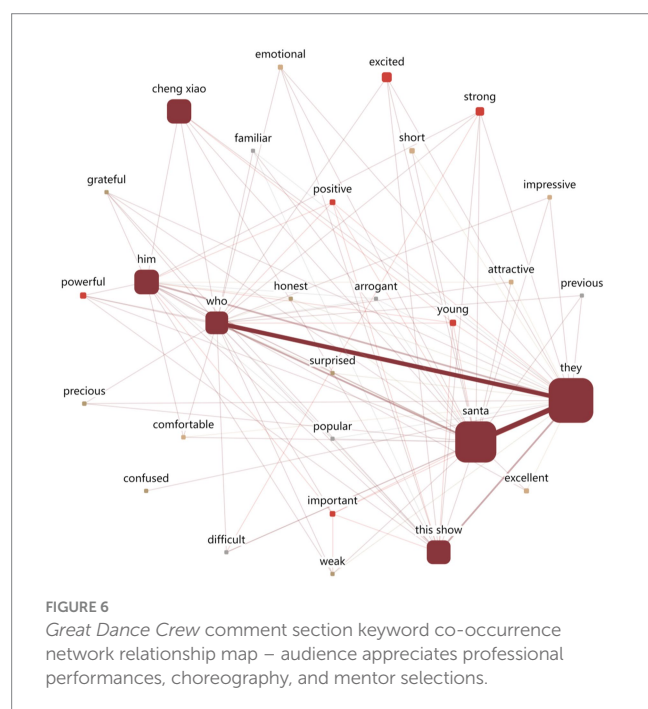 emotional
excited
cheng xiao
strong
familiar
short
grateful
positive
impressive
him
attractive
powerful
honest
arrogant
previous
who
young
surprised
they
precious
santa
comfortable
popular
confused
excellent
important
this show
difficult
weak
FIGURE 6
Great Dance Crew comment section keyword co-occurrence
network relationship map – audience appreciates professional
performances, choreography, and mentor selections.